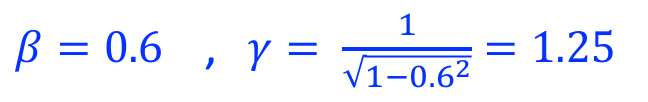 β = 0.6 , γ = 1/√(1−0.6²) = 1.25